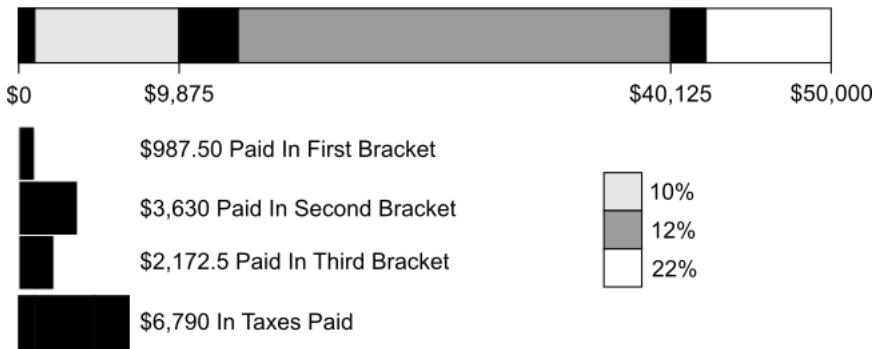 $0 $9,875 $40,125 $50,000
$987.50 Paid In First Bracket
$3,630 Paid In Second Bracket
$2,172.5 Paid In Third Bracket
$6,790 In Taxes Paid
10%
12%
22%